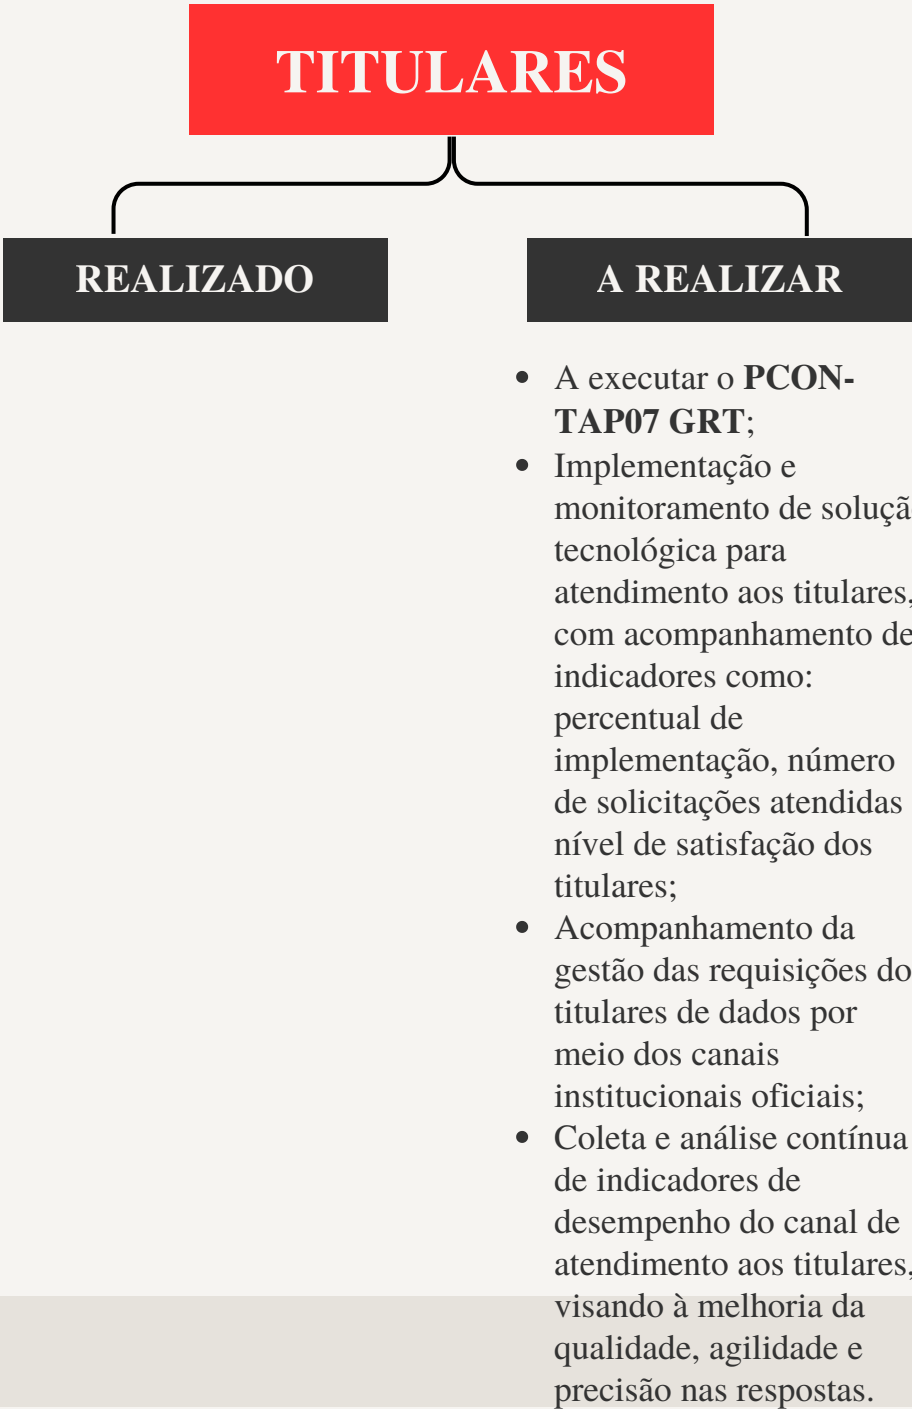 TITULARES
REALIZADO
A REALIZAR
• A executar o PCON-
TAP07 GRT;
• Implementação e
monitoramento de soluçã
tecnológica para
atendimento aos titulares,
com acompanhamento de
indicadores como:
percentual de
implementação, número
de solicitações atendidas
nível de satisfação dos
titulares;
• Acompanhamento da
gestão das requisições do
titulares de dados por
meio dos canais
institucionais oficiais;
• Coleta e análise contínua
de indicadores de
desempenho do canal de
atendimento aos titulares,
visando à melhoria da
qualidade, agilidade e
precisão nas respostas.